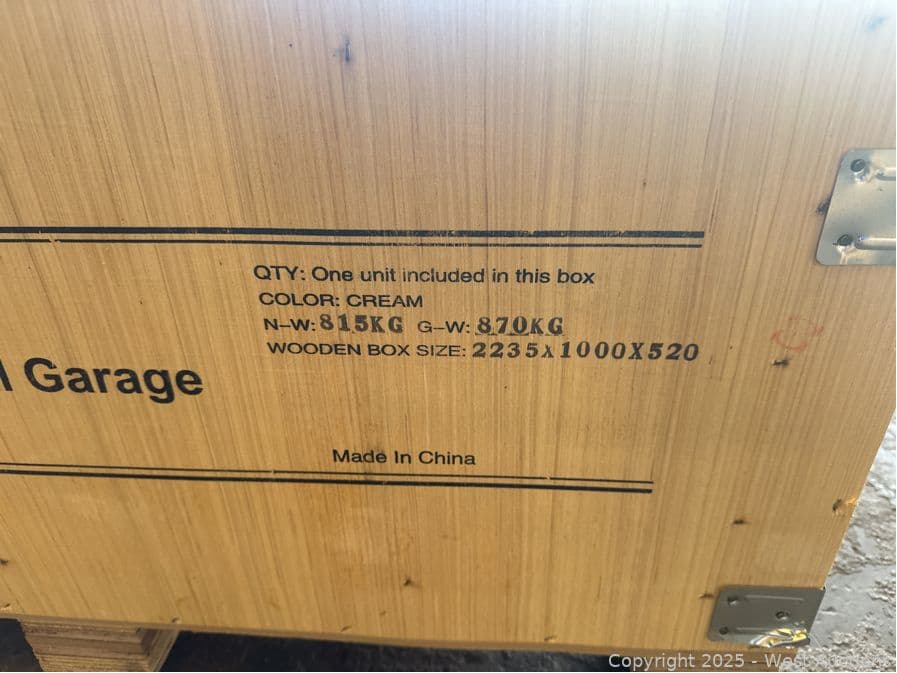 QTY: One unit included in this box
COLOR: CREAM
N-W: 815KG G-W: 870KG
WOODEN BOX SIZE: 2235x1000X520
Garage
Made In China
Copyright 2025 - West